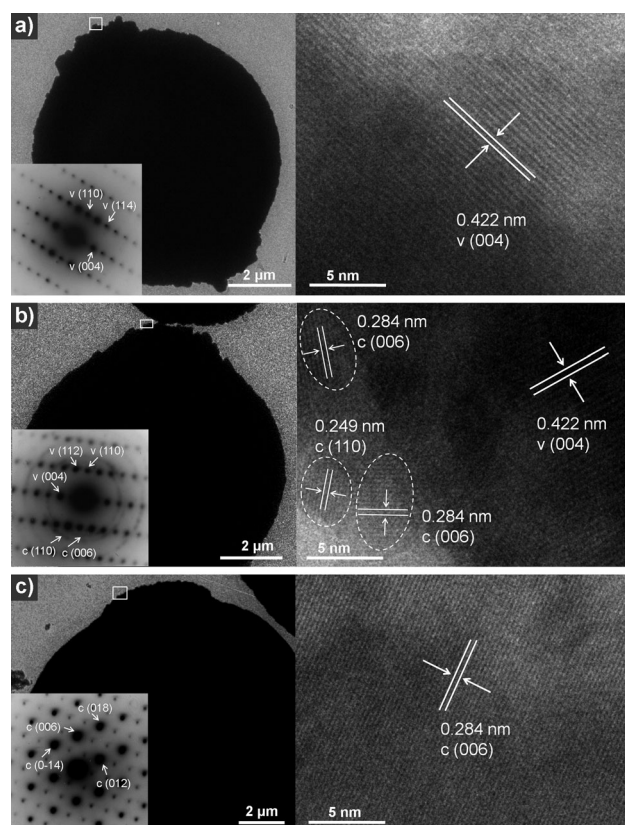 a)
v (110)
v (114)
v (004)
2 µm
0.422 nm
v (004)
5 nm
b)
v (112)
v (110)
v (004)
c (110)
c (006)
2 µm
0.284 nm
c (006)
0.249 nm
c (110)
0.284 nm
c (006)
0.422 nm
v (004)
5 nm
c)
c (018)
c (006)
c (0-14)
c (012)
2 µm
0.284 nm
c (006)
5 nm